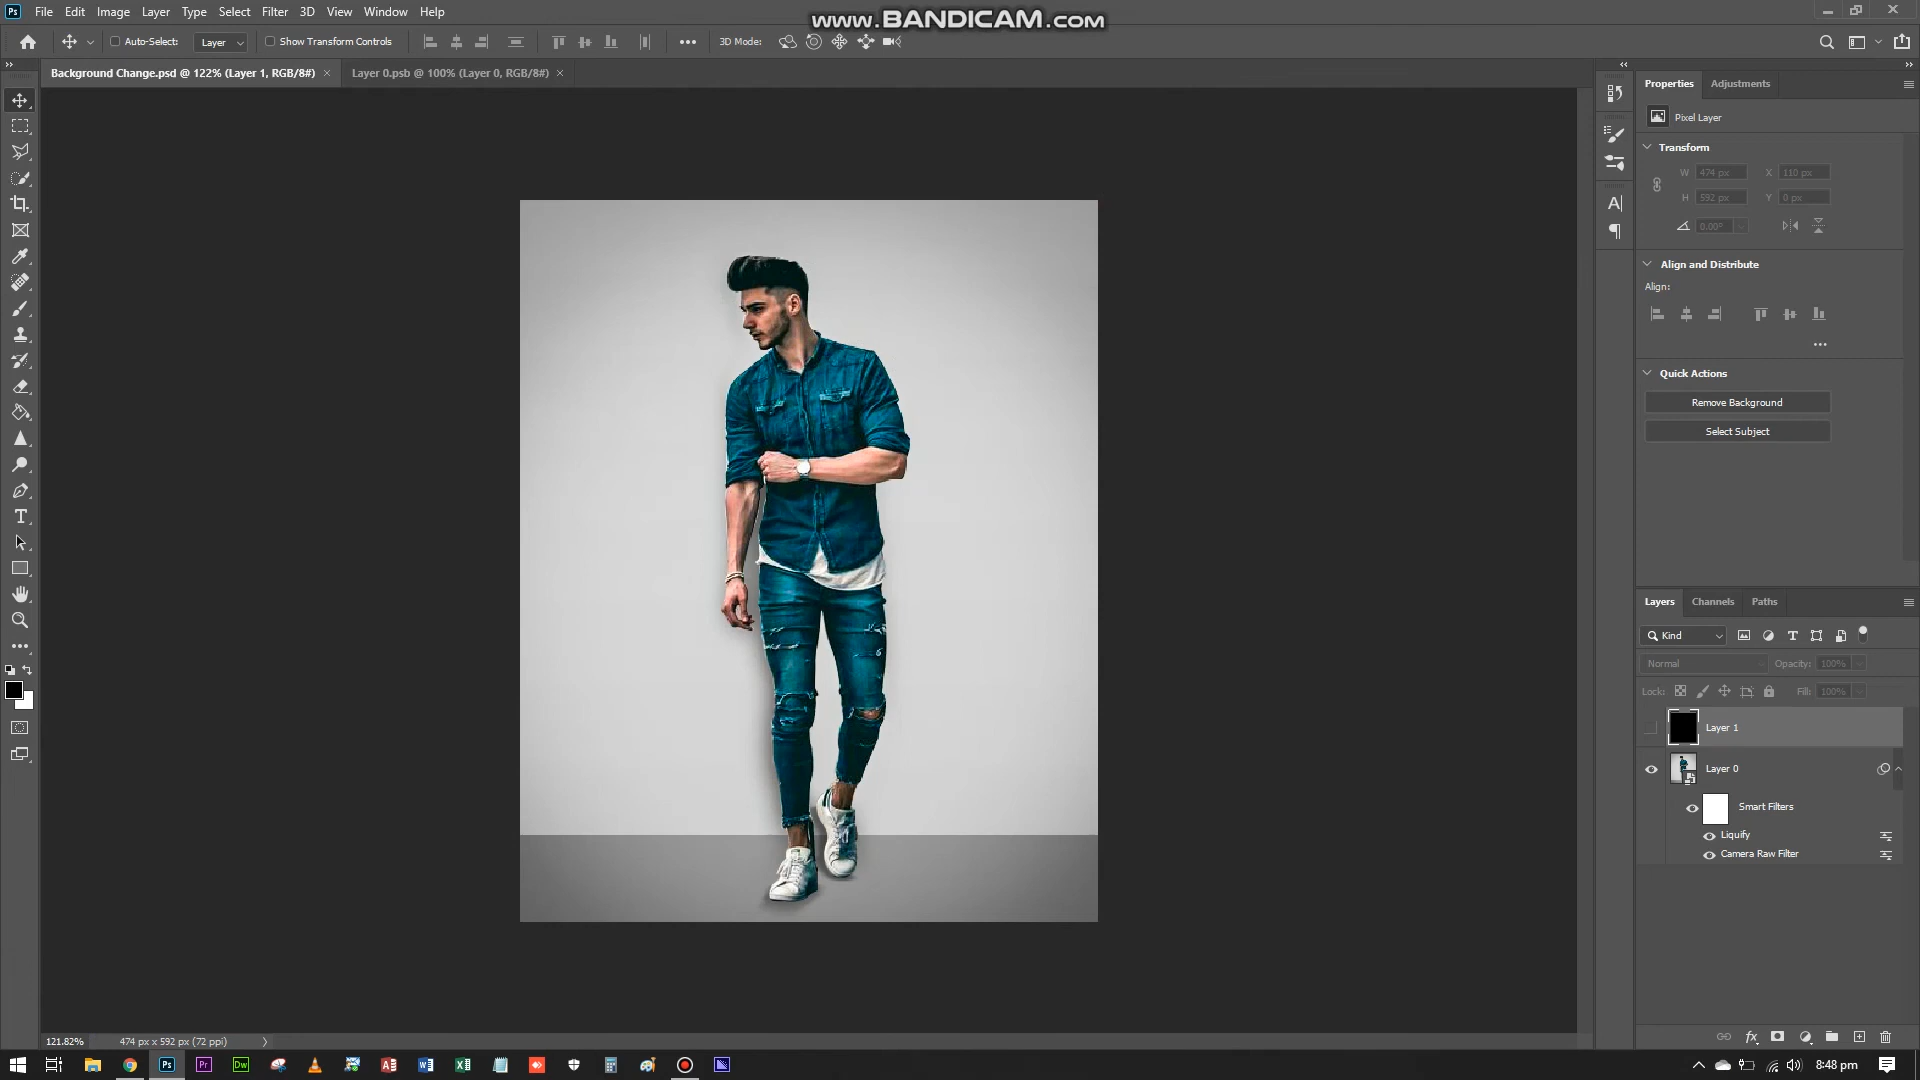 Ps File Edit Image Layer Type Select Filter 3D View Window Help
www.BANDICAM.com
Auto-Select: Layer Show Transform Controls 3D Mode:
Background Change.psd @ 122% (Layer 1, RGB/8#) × Layer 0.psb @ 100% (Layer 0, RGB/8#) ×
Properties Adjustments
Pixel Layer
Transform
W 474 px X 110 px
H 592 px Y 0 px
0.00°
Align and Distribute
Align:
Quick Actions
Remove Background
Select Subject
Layers Channels Paths
Kind
Normal Opacity: 100%
Lock: Fill: 100%
Layer 1
Layer 0
Smart Filters
Liquify
Camera Raw Filter
121.82% 474 px x 592 px (72 ppi)
Ps Pr Dw
8:48 pm